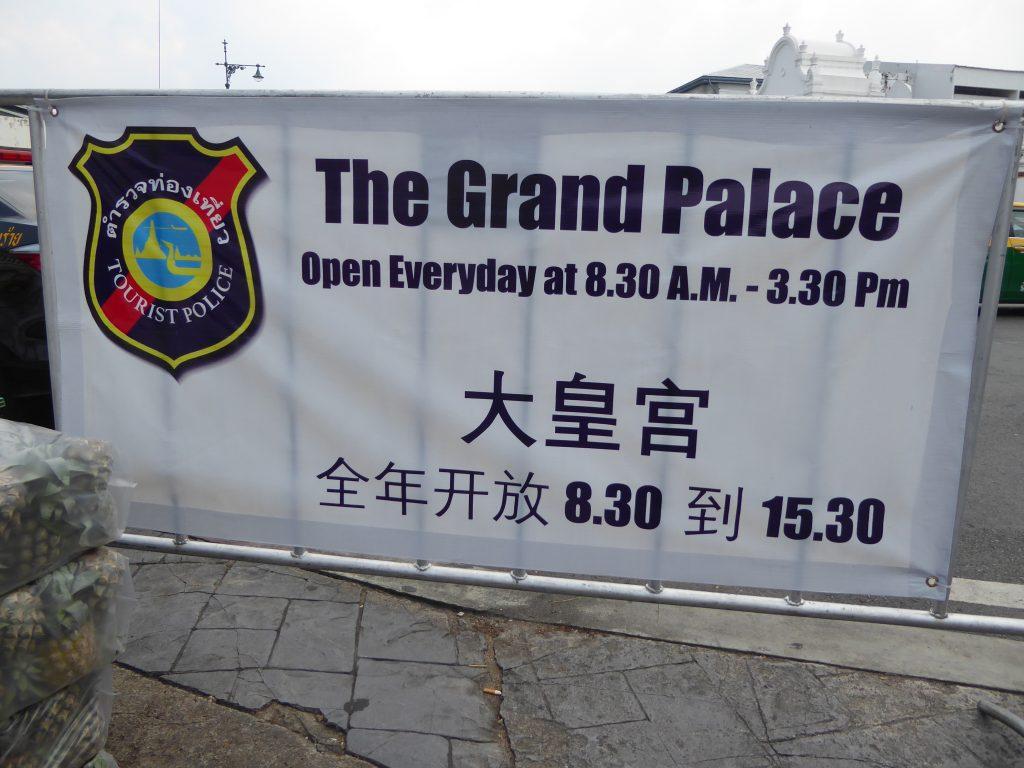 ตำรวจท่องเที่ยว
TOURIST POLICE
The Grand Palace
Open Everyday at 8.30 A.M. - 3.30 Pm
大皇宫
全年开放 8.30 到 15.30